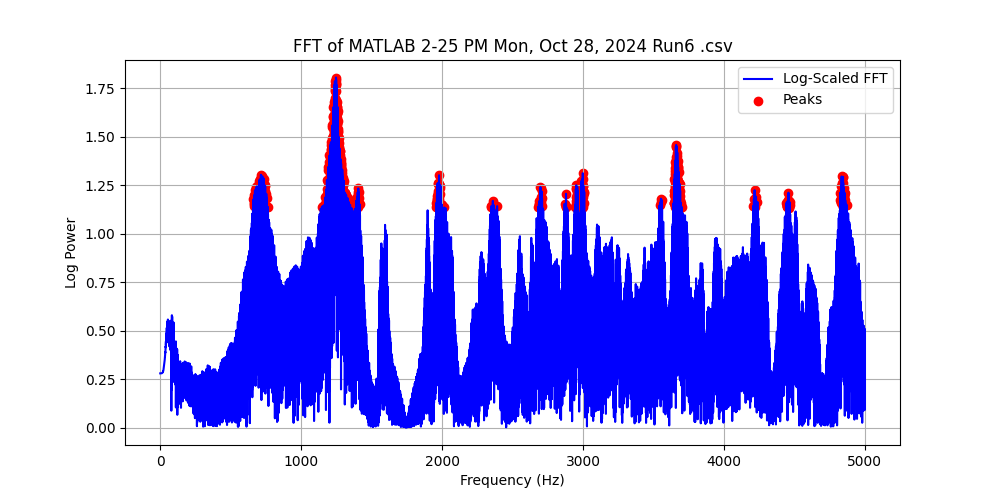 FFT of MATLAB 2-25 PM Mon, Oct 28, 2024 Run6 .csv
Log-Scaled FFT
Peaks
1.75
1.50
1.25
1.00
0.75
0.50
0.25
0.00
Log Power
0 1000 2000 3000 4000 5000
Frequency (Hz)